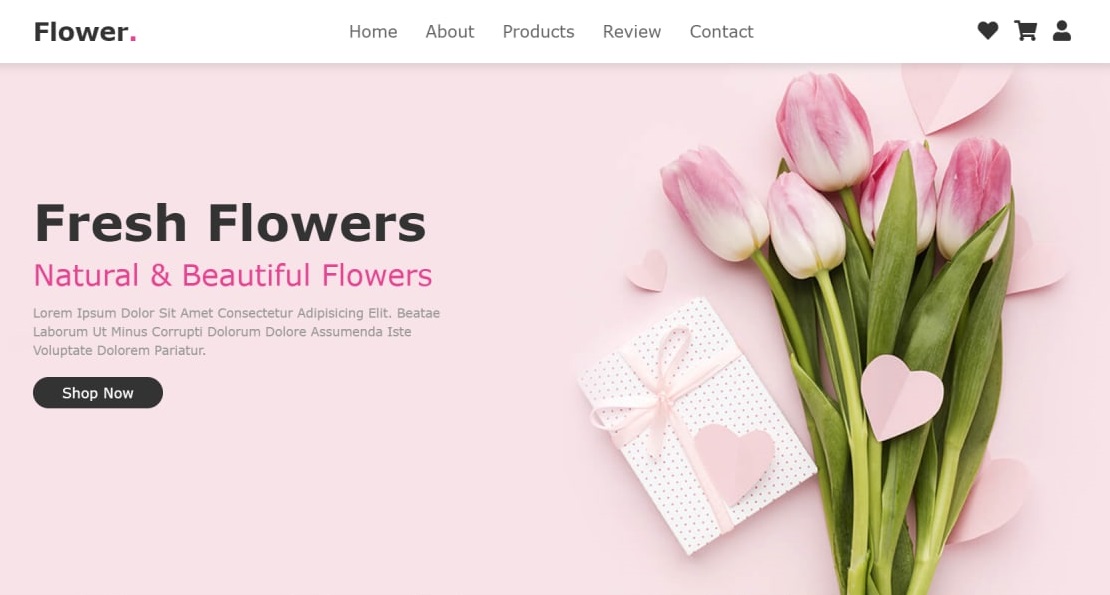 Flower.
Home About Products Review Contact
Fresh Flowers
Natural & Beautiful Flowers
Lorem Ipsum Dolor Sit Amet Consectetur Adipisicing Elit. Beatae
Laborum Ut Minus Corrupti Dolorum Dolore Assumenda Iste
Voluptate Dolorem Pariatur.
Shop Now